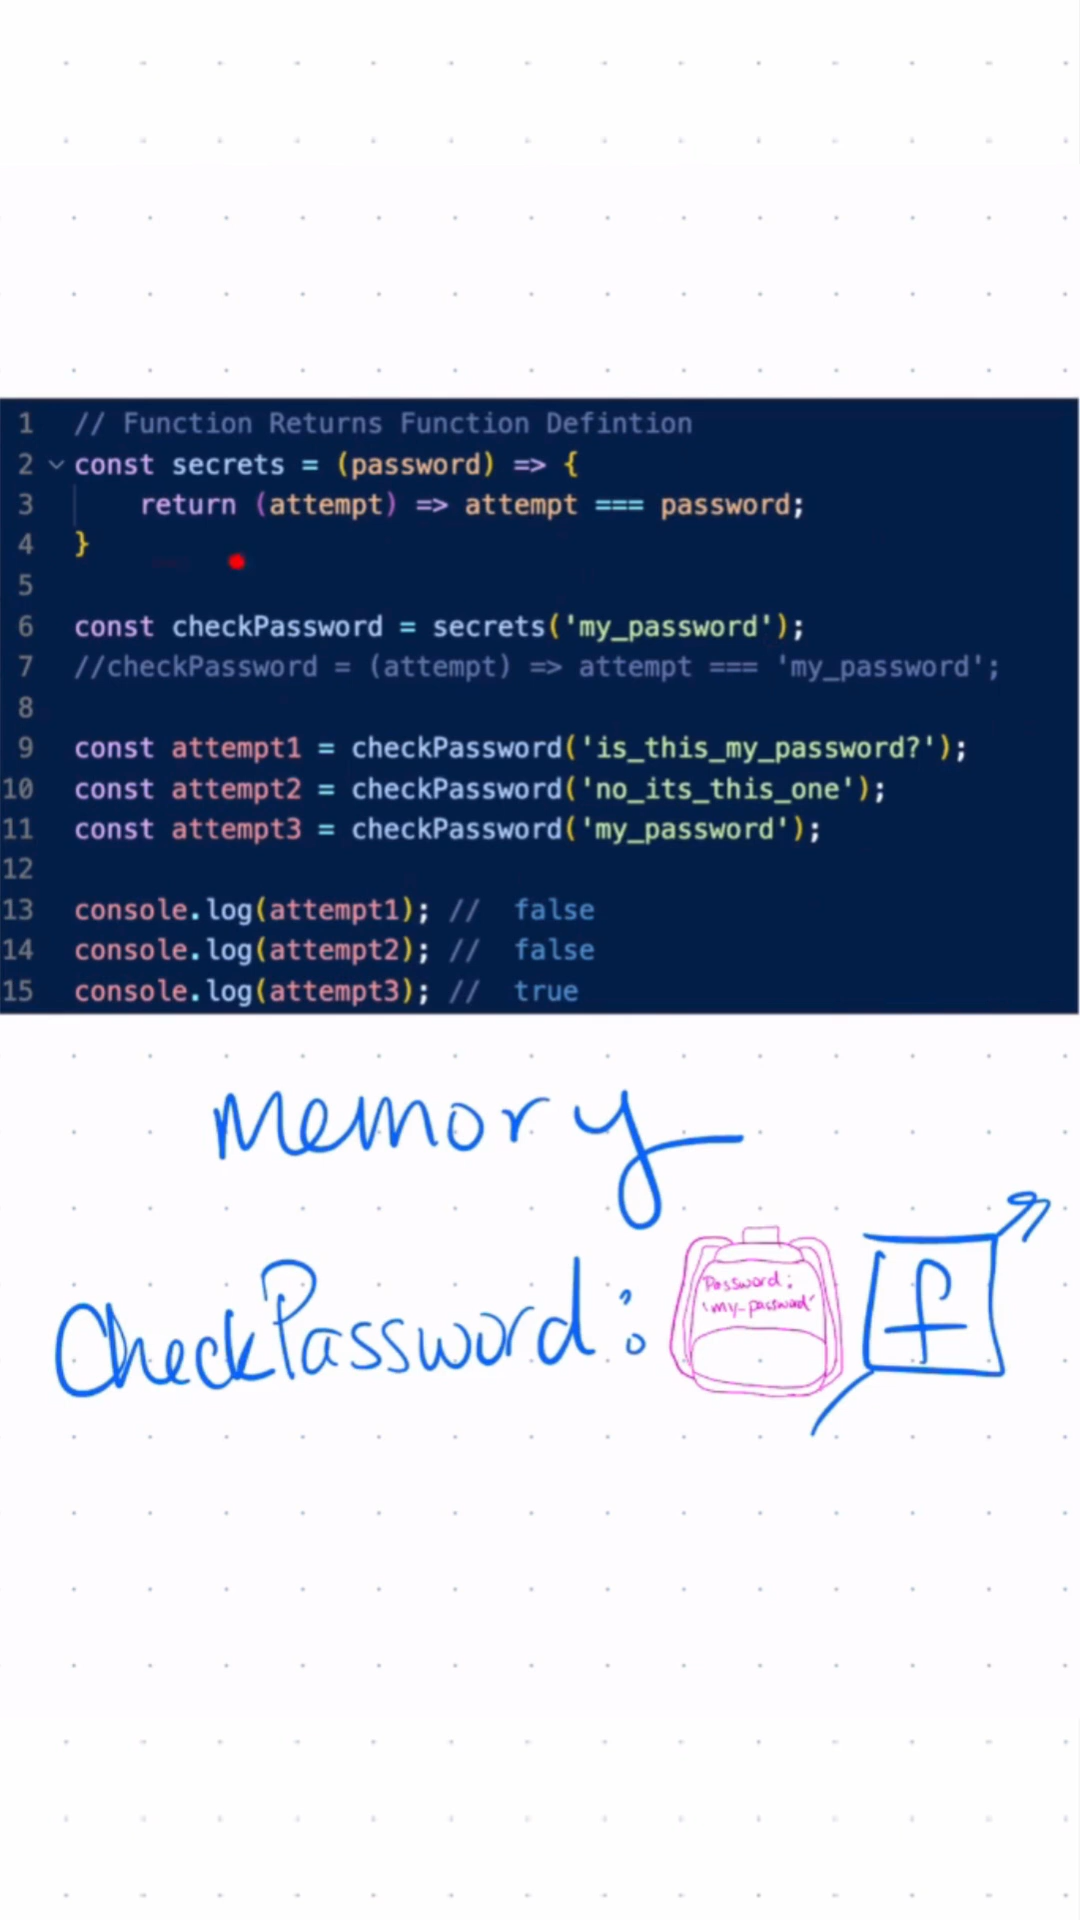 1 // Function Returns Function Defintion
2 const secrets = (password) => {
3 return (attempt) => attempt === password;
4 }
5
6 const checkPassword = secrets('my_password');
7 //checkPassword = (attempt) => attempt === 'my_password';
8
9 const attempt1 = checkPassword('is_this_my_password?');
10 const attempt2 = checkPassword('no_its_this_one');
11 const attempt3 = checkPassword('my_password');
12
13 console.log(attempt1); // false
14 console.log(attempt2); // false
15 console.log(attempt3); // true
Memory
CheckPassword:
Password:
'my_password'
f